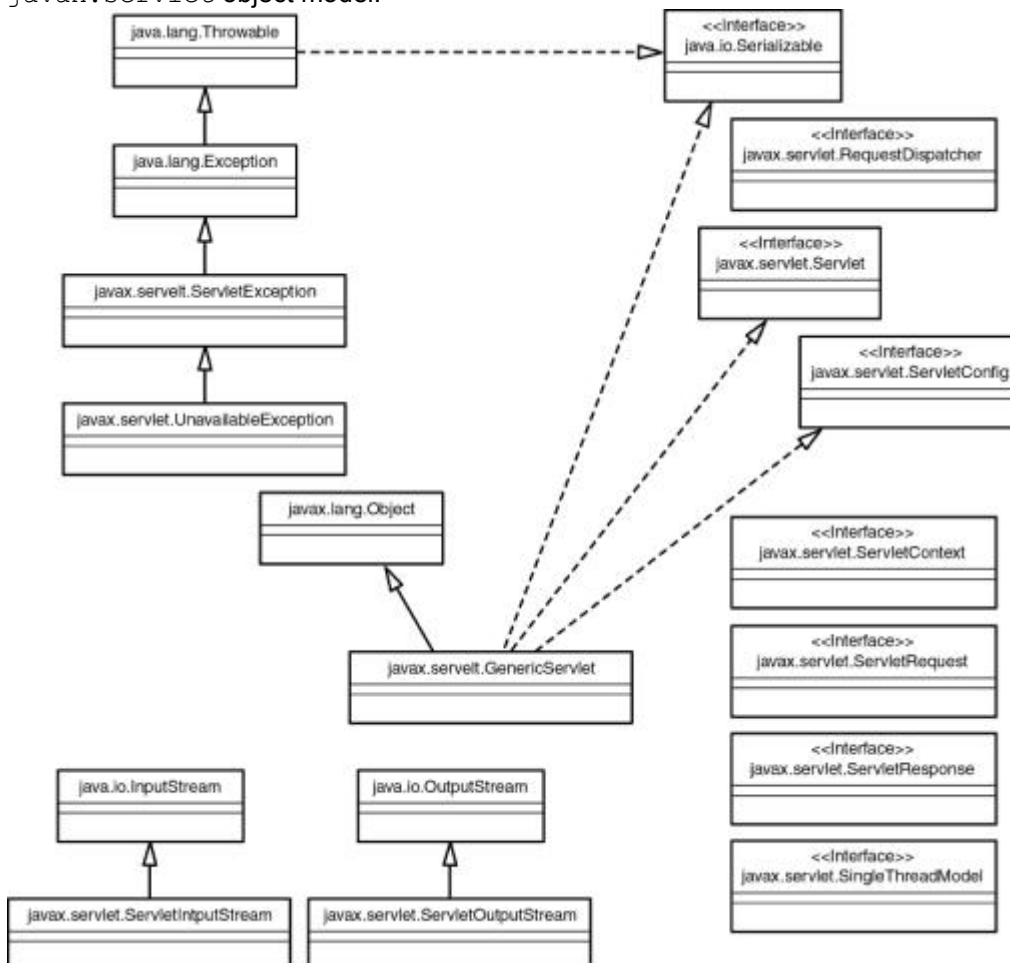 javax.servlet object model.
java.lang.Throwable
<<Interface>>
java.io.Serializable
<<Interface>>
javax.servlet.RequestDispatcher
java.lang.Exception
<<Interface>>
javax.servlet.Servlet
javax.servelt.ServletException
<<Interface>>
javax.servlet.ServletConfig
javax.servlet.UnavailableException
javax.lang.Object
<<Interface>>
javax.servlet.ServletContext
<<Interface>>
javax.servlet.ServletRequest
javax.servelt.GenericServlet
<<Interface>>
javax.servlet.ServletResponse
java.io.InputStream
java.io.OutputStream
<<Interface>>
javax.servlet.SingleThreadModel
javax.servlet.ServletIntputStream
javax.servlet.ServletOutputStream